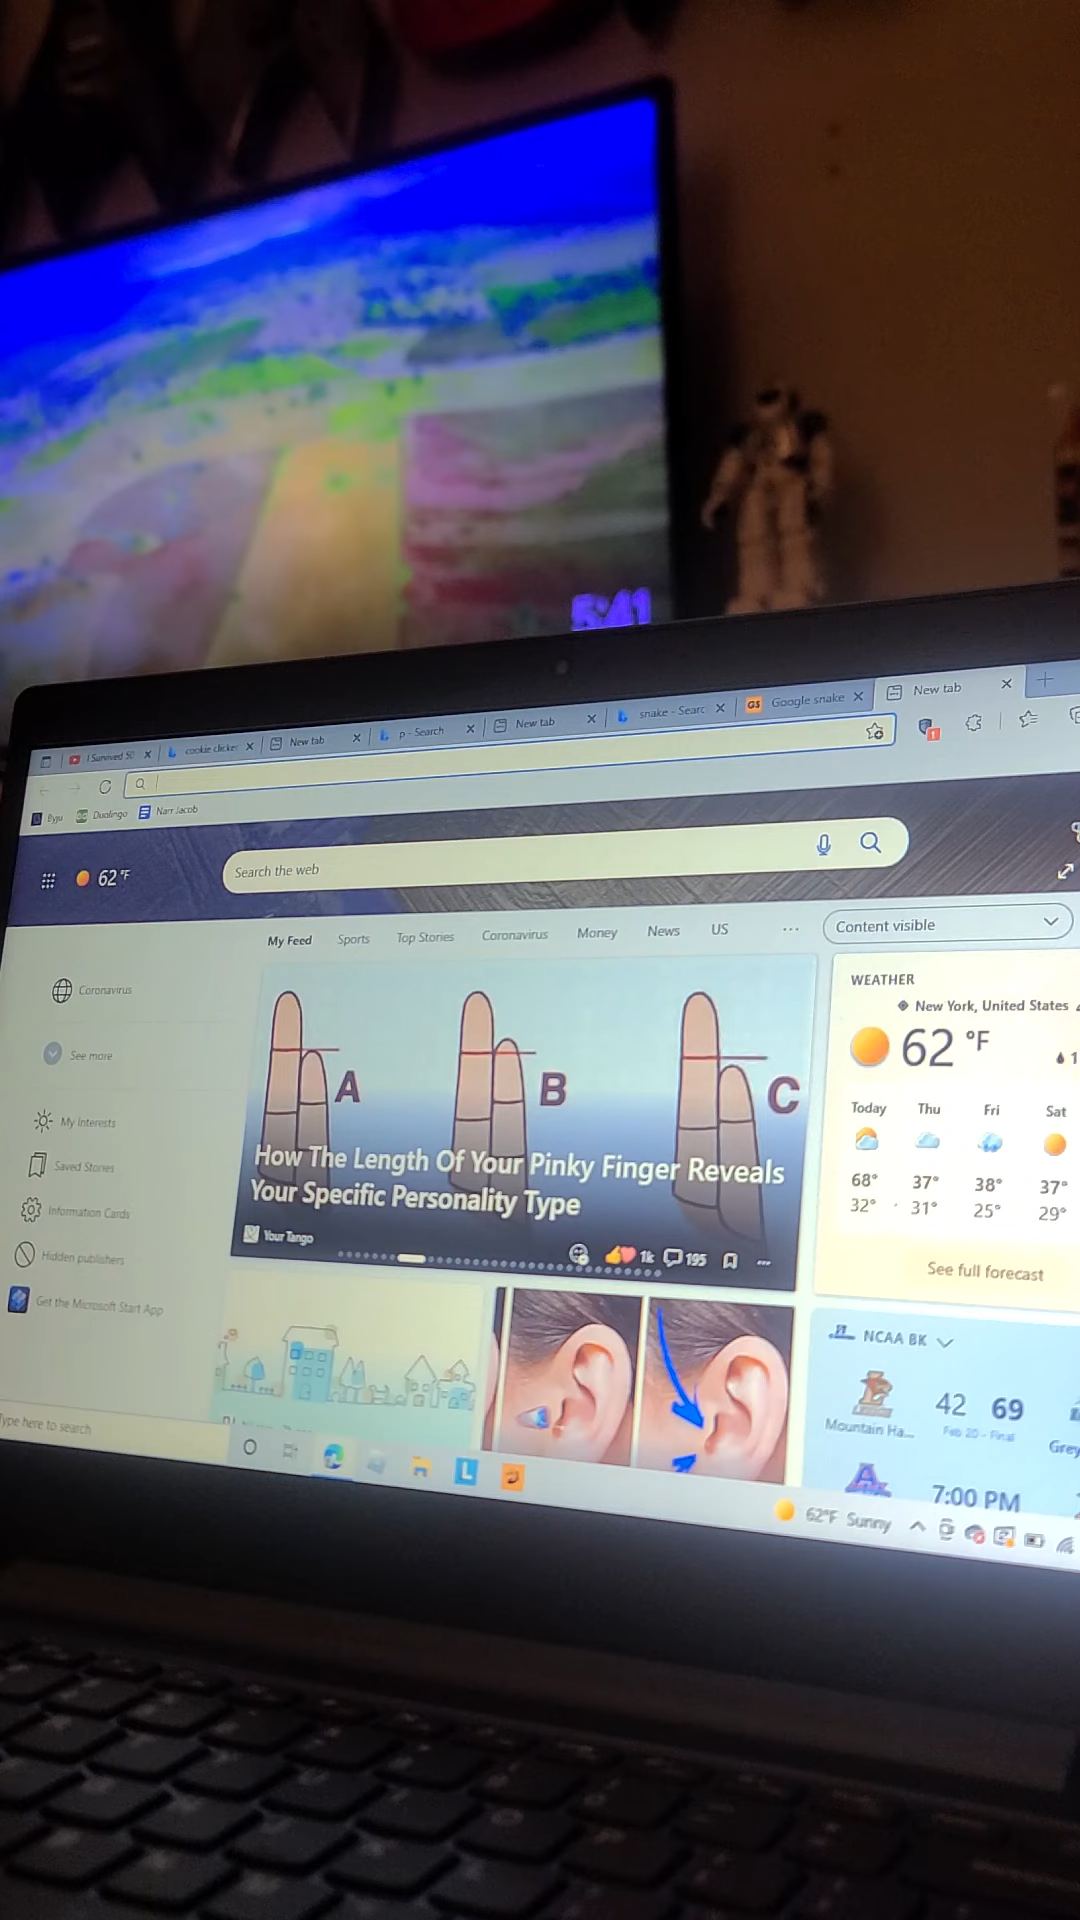 5:41
I Survived 50
cookie clicker
New tab
p - Search
New tab
snake - Searc
GS Google snake
New tab
1
Byju
Duolingo
Narr Jacob
62°F
Search the web
My Feed
Sports
Top Stories
Coronavirus
Money
News
US
...
Content visible
Coronavirus
See more
My Interests
Saved Stories
Information Cards
Hidden publishers
Get the Microsoft Start App
A
B
C
How The Length Of Your Pinky Finger Reveals
Your Specific Personality Type
Your Tango
1k
195
...
WEATHER
New York, United States
62 °F
1
Today Thu Fri Sat
68° 37° 38° 37°
32° 31° 25° 29°
See full forecast
NCAA BK
Mountain Ha...
42 69
Feb 20 - Final
Grey
7:00 PM
Type here to search
L
62°F Sunny